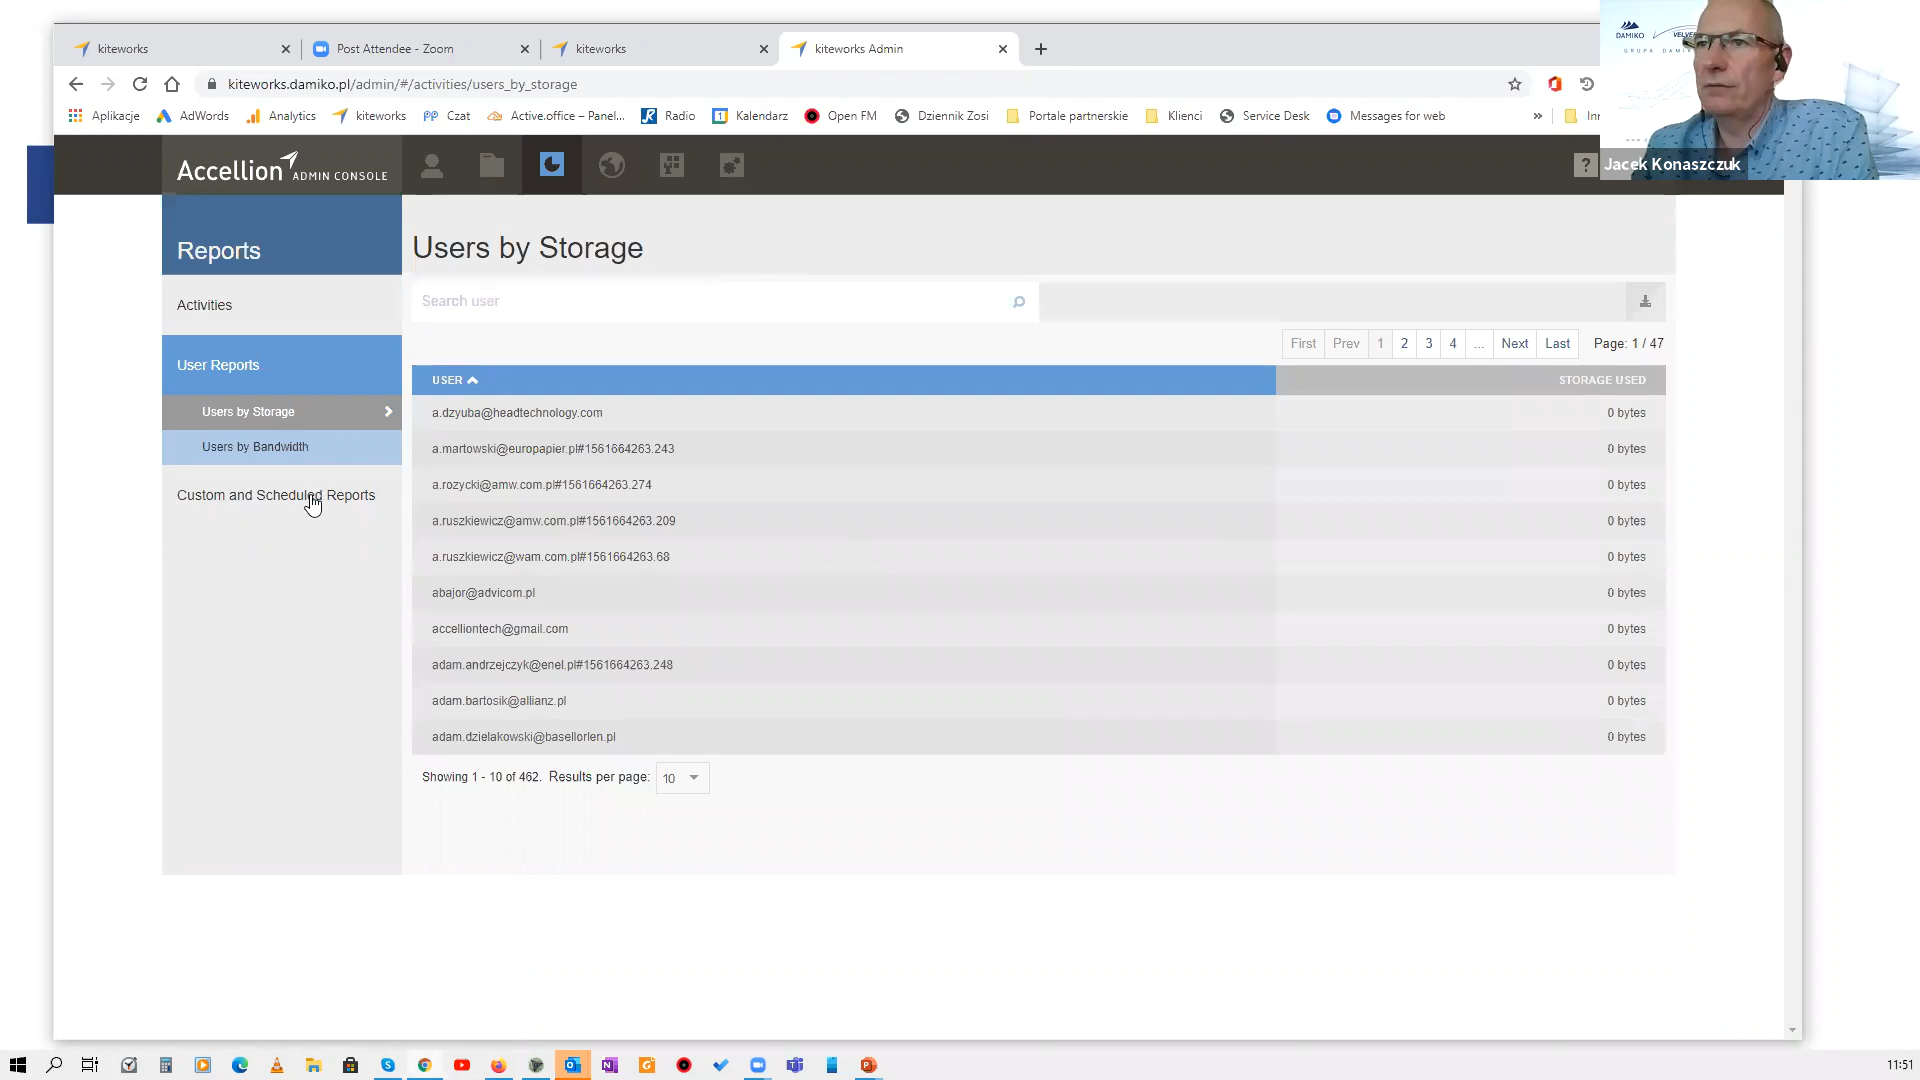 kiteworks
Post Attendee - Zoom
kiteworks
kiteworks Admin
kiteworks.damiko.pl/admin/#/activities/users_by_storage
Aplikacje
AdWords
Analytics
kiteworks
Czat
Active.office – Panel...
Radio
Kalendarz
Open FM
Dziennik Zosi
Portale partnerskie
Klienci
Service Desk
Messages for web
»
DAMIKO
Jacek Konaszczuk
Accellion ADMIN CONSOLE
?
Reports
Activities
User Reports
Users by Storage
Users by Bandwidth
Custom and Scheduled Reports
Users by Storage
Search user
First Prev 1 2 3 4 ... Next Last Page: 1 / 47
USER STORAGE USED
a.dzyuba@headtechnology.com 0 bytes
a.martowski@europapier.pl#1561664263.243 0 bytes
a.rozycki@amw.com.pl#1561664263.274 0 bytes
a.ruszkiewicz@amw.com.pl#1561664263.209 0 bytes
a.ruszkiewicz@wam.com.pl#1561664263.68 0 bytes
abajor@advicom.pl 0 bytes
accelliontech@gmail.com 0 bytes
adam.andrzejczyk@enel.pl#1561664263.248 0 bytes
adam.bartosik@allianz.pl 0 bytes
adam.dzielakowski@basellorlen.pl 0 bytes
Showing 1 - 10 of 462. Results per page: 10
11:51